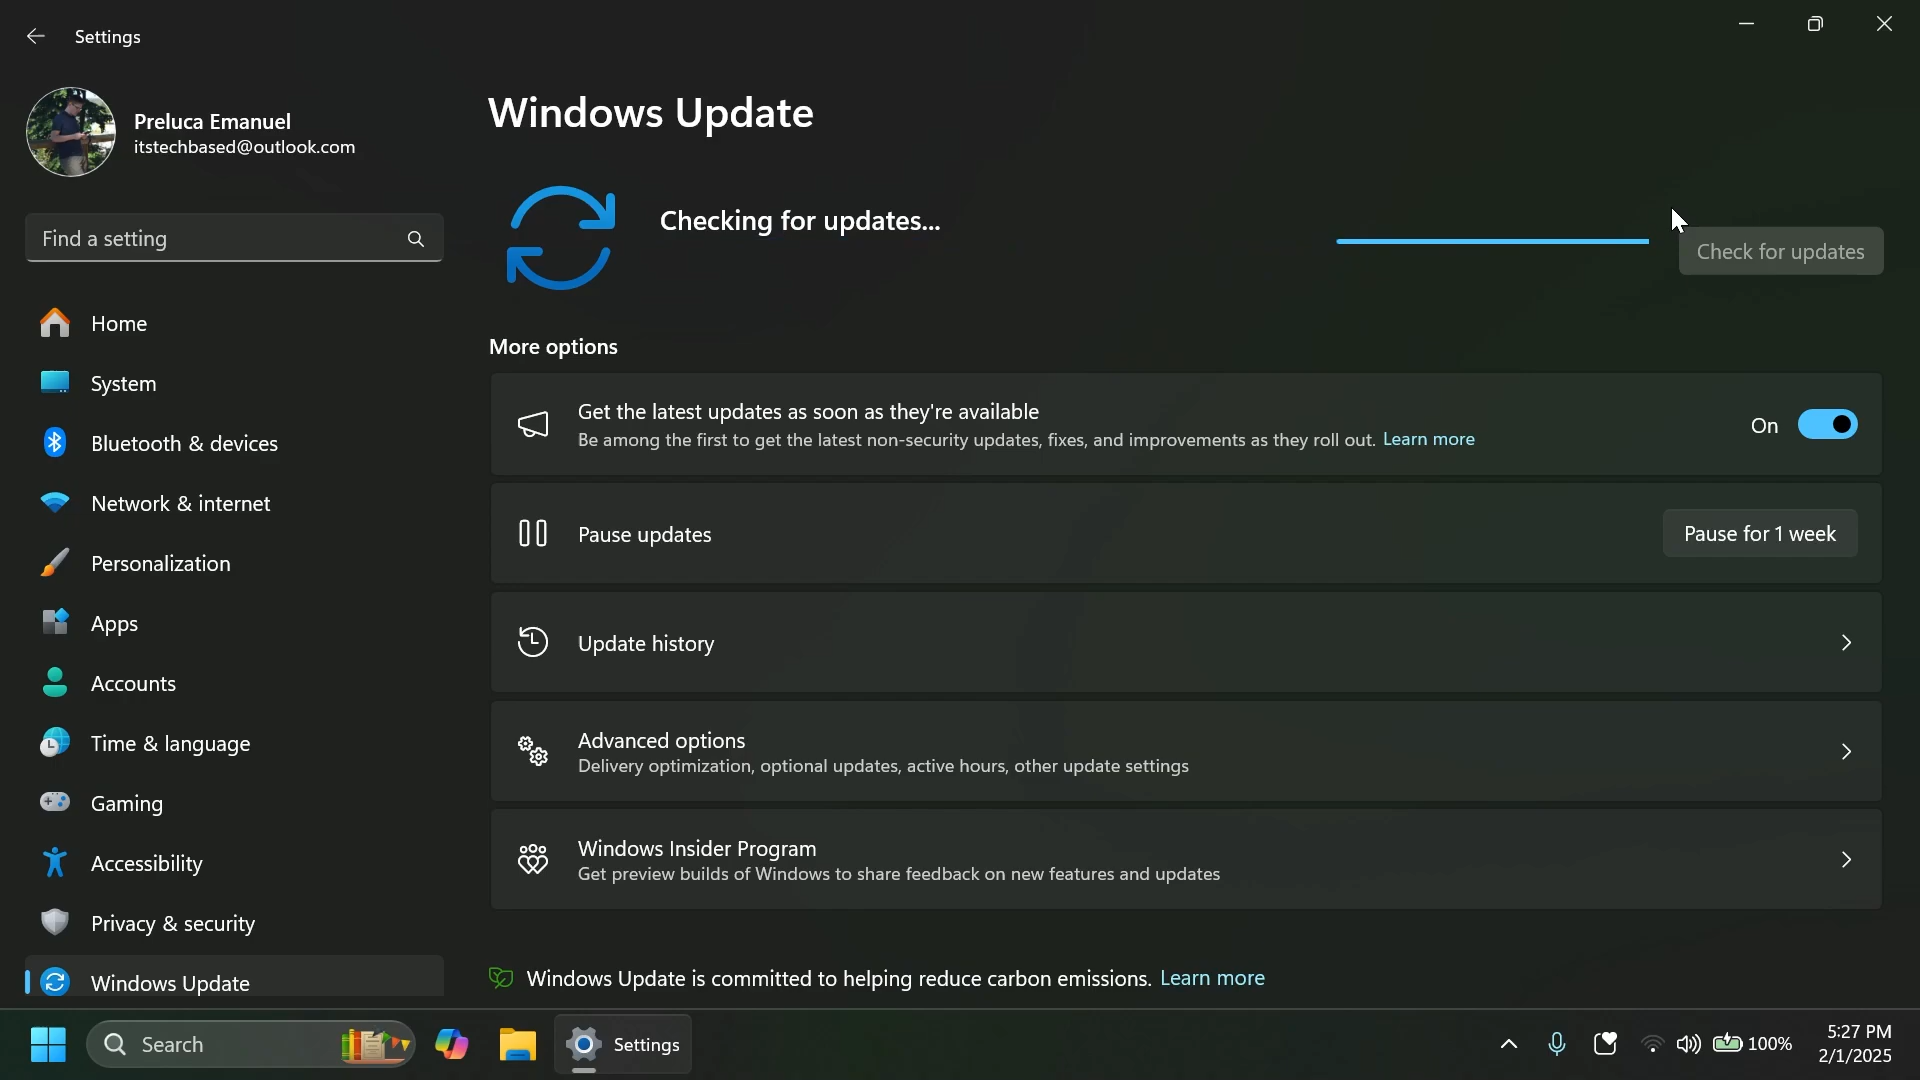 Settings
Preluca Emanuel
itstechbased@outlook.com
Find a setting
Home
System
Bluetooth & devices
Network & internet
Personalization
Apps
Accounts
Time & language
Gaming
Accessibility
Privacy & security
Windows Update
Windows Update
Checking for updates...
Check for updates
More options
Get the latest updates as soon as they're available
Be among the first to get the latest non-security updates, fixes, and improvements as they roll out. Learn more
On
Pause updates
Pause for 1 week
Update history
Advanced options
Delivery optimization, optional updates, active hours, other update settings
Windows Insider Program
Get preview builds of Windows to share feedback on new features and updates
Windows Update is committed to helping reduce carbon emissions. Learn more
Search
Settings
100%
5:27 PM
2/1/2025